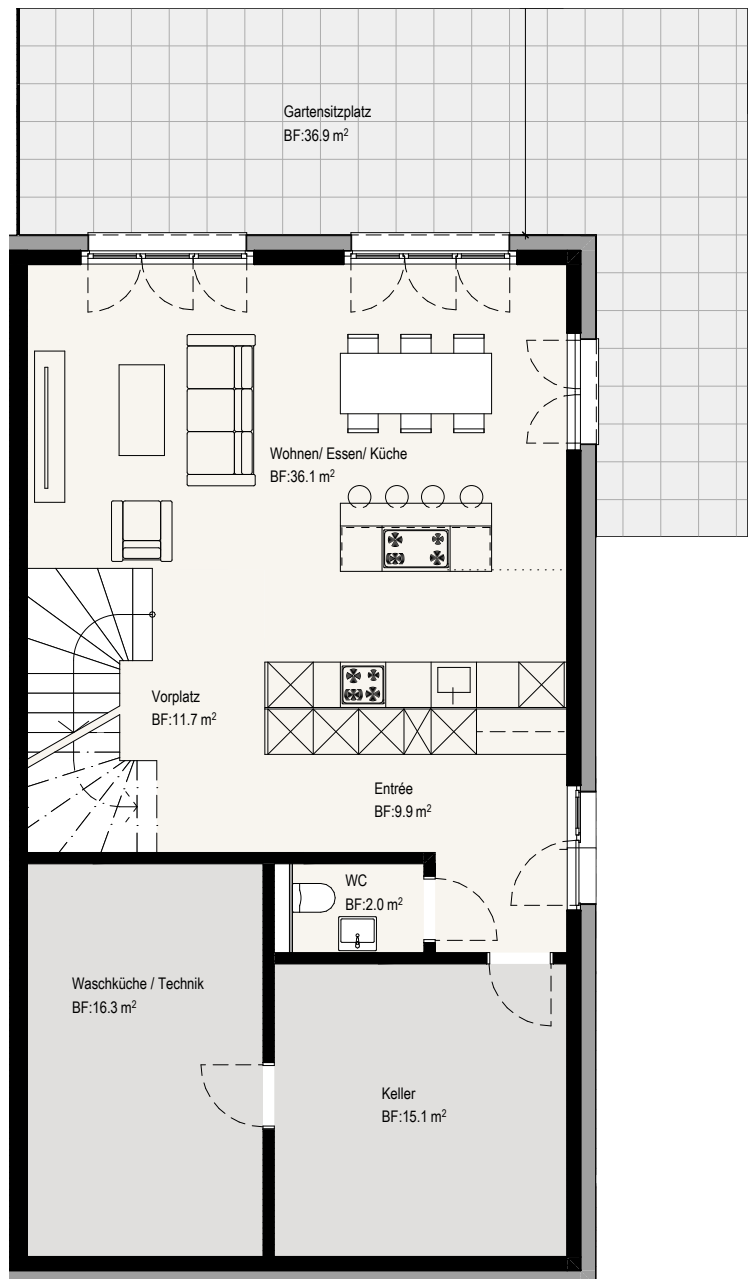 Gartensitzplatz
BF:36.9 m²
Wohnen/ Essen/ Küche
BF:36.1 m²
Vorplatz
BF:11.7 m²
Entrée
BF:9.9 m²
WC
BF:2.0 m²
Waschküche / Technik
BF:16.3 m²
Keller
BF:15.1 m²